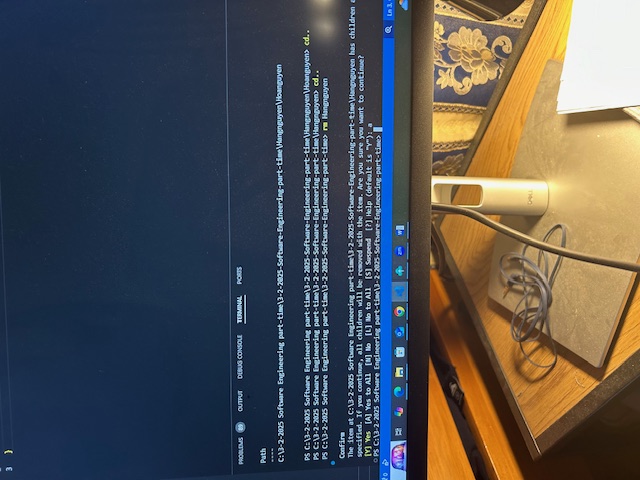 3 }
PROBLEMS 89 OUTPUT DEBUG CONSOLE TERMINAL PORTS
Path
----
C:\3-2-2025 Software Engineering part-time\3-2-2025-Software-Engineering-part-time\Hangnguyen\Hoanguyen
PS C:\3-2-2025 Software Engineering part-time\3-2-2025-Software-Engineering-part-time\Hangnguyen\Hoanguyen> cd..
PS C:\3-2-2025 Software Engineering part-time\3-2-2025-Software-Engineering-part-time\Hangnguyen> cd..
PS C:\3-2-2025 Software Engineering part-time\3-2-2025-Software-Engineering-part-time> rm Hangnguyen
Confirm
The item at C:\3-2-2025 Software Engineering part-time\3-2-2025-Software-Engineering-part-time\Hangnguyen has children a
specified. If you continue, all children will be removed with the item. Are you sure you want to continue?
[Y] Yes [A] Yes to All [N] No [L] No to All [S] Suspend [?] Help (default is "Y"): a
PS C:\3-2-2025 Software Engineering part-time\3-2-2025-Software-Engineering-part-time>
0 Ln 3,
DELL